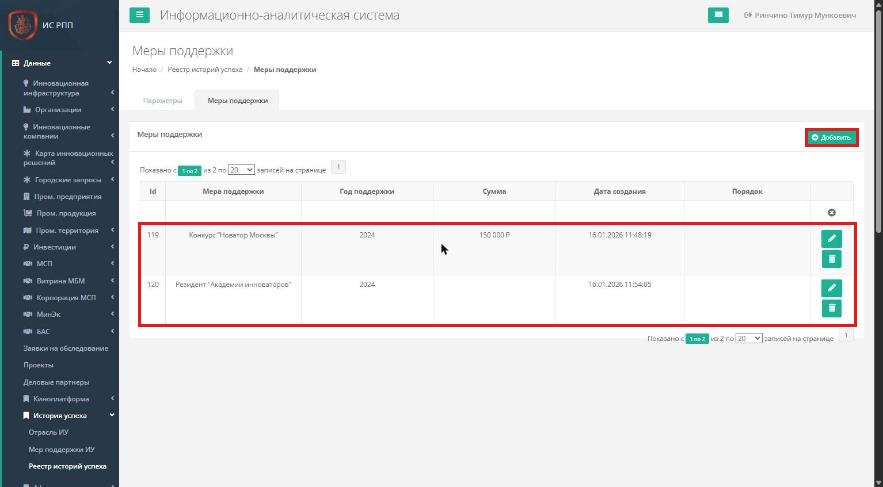 ИС РПП
Информационно-аналитическая система
Ринчино Тимур Мункоевич
Данные
Инновационная
инфраструктура
Организации
Инновационные
компании
Карта инновационных
решений
Городские запросы
Пром. предприятия
Пром. продукция
Пром. территория
Инвестиции
МСП
Витрина МБМ
Корпорация МСП
МинЭк
БАС
Заявки на обследование
Проекты
Деловые партнеры
Киноплатформа
История успеха
Отрасль ИУ
Мер поддержки ИУ
Реестр историй успеха
Меры поддержки
Начало / Реестр историй успеха / Меры поддержки
Параметры Меры поддержки
Меры поддержки
Добавить
Показано с 1 по 2 из 2 по 20 записей на странице 1
Id Мера поддержки Год поддержки Сумма Дата создания Порядок
119 Конкурс "Новатор Москвы" 2024 150 000 Р 16.01.2026 11:48:19
120 Резидент "Академии инноваторов" 2024 16.01.2026 11:54:05
Показано с 1 по 2 из 2 по 20 записей на странице 1